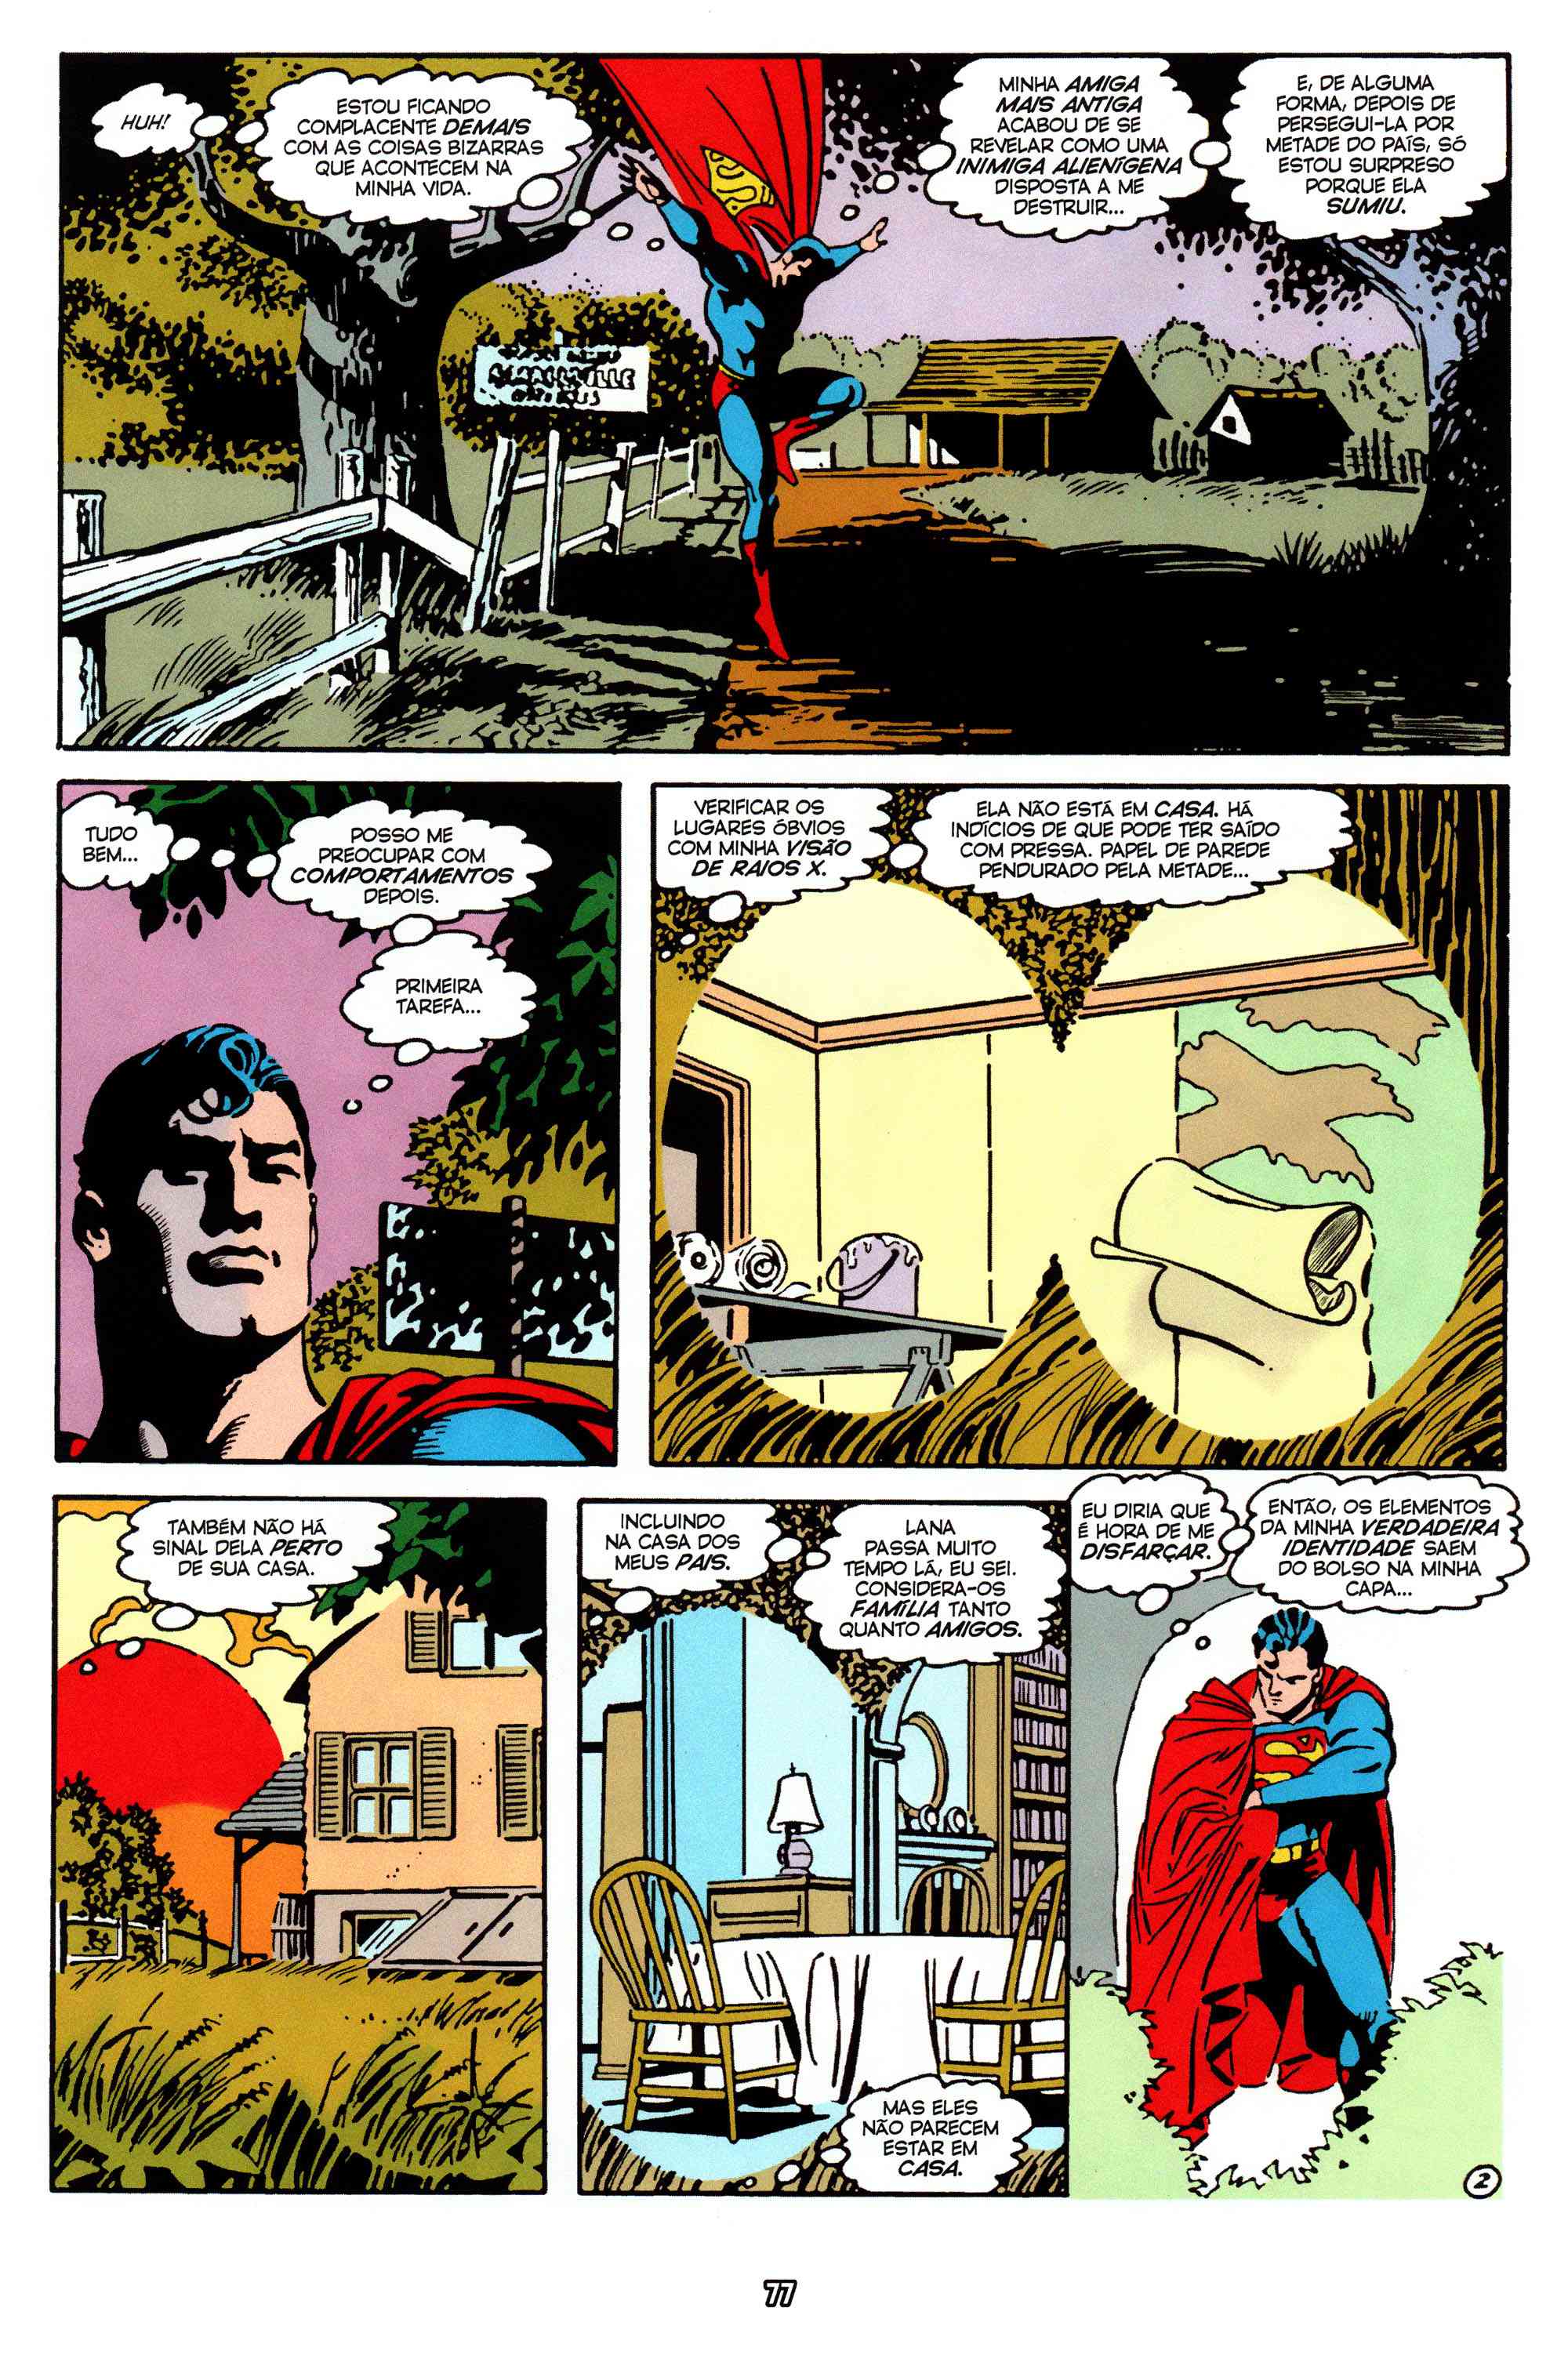 HUH!
ESTOU FICANDO
COMPLACENTE DEMAIS
COM AS COISAS BIZARRAS
QUE ACONTECEM NA
MINHA VIDA.
MINHA AMIGA
MAIS ANTIGA
ACABOU DE SE
REVELAR COMO UMA
INIMIGA ALIENÍGENA
DISPOSTA A ME
DESTRUIR...
E, DE ALGUMA
FORMA, DEPOIS DE
PERSEGUI-LA POR
METADE DO PAÍS, SÓ
ESTOU SURPRESO
PORQUE ELA
SUMIU.
SMALLVILLE
TUDO
BEM...
POSSO ME
PREOCUPAR COM
COMPORTAMENTOS
DEPOIS.
PRIMEIRA
TAREFA...
VERIFICAR OS
LUGARES ÓBVIOS
COM MINHA VISÃO
DE RAIOS X.
ELA NÃO ESTÁ EM CASA. HÁ
INDÍCIOS DE QUE PODE TER SAÍDO
COM PRESSA. PAPEL DE PAREDE
PENDURADO PELA METADE...
TAMBÉM NÃO HÁ
SINAL DELA PERTO
DE SUA CASA.
INCLUINDO
NA CASA DOS
MEUS PAIS.
LANA
PASSA MUITO
TEMPO LÁ, EU SEI.
CONSIDERA-OS
FAMÍLIA TANTO
QUANTO AMIGOS.
MAS ELES
NÃO PARECEM
ESTAR EM
CASA.
EU DIRIA QUE
É HORA DE ME
DISFARÇAR.
ENTÃO, OS ELEMENTOS
DA MINHA VERDADEIRA
IDENTIDADE SAEM
DO BOLSO NA MINHA
CAPA...
2
77